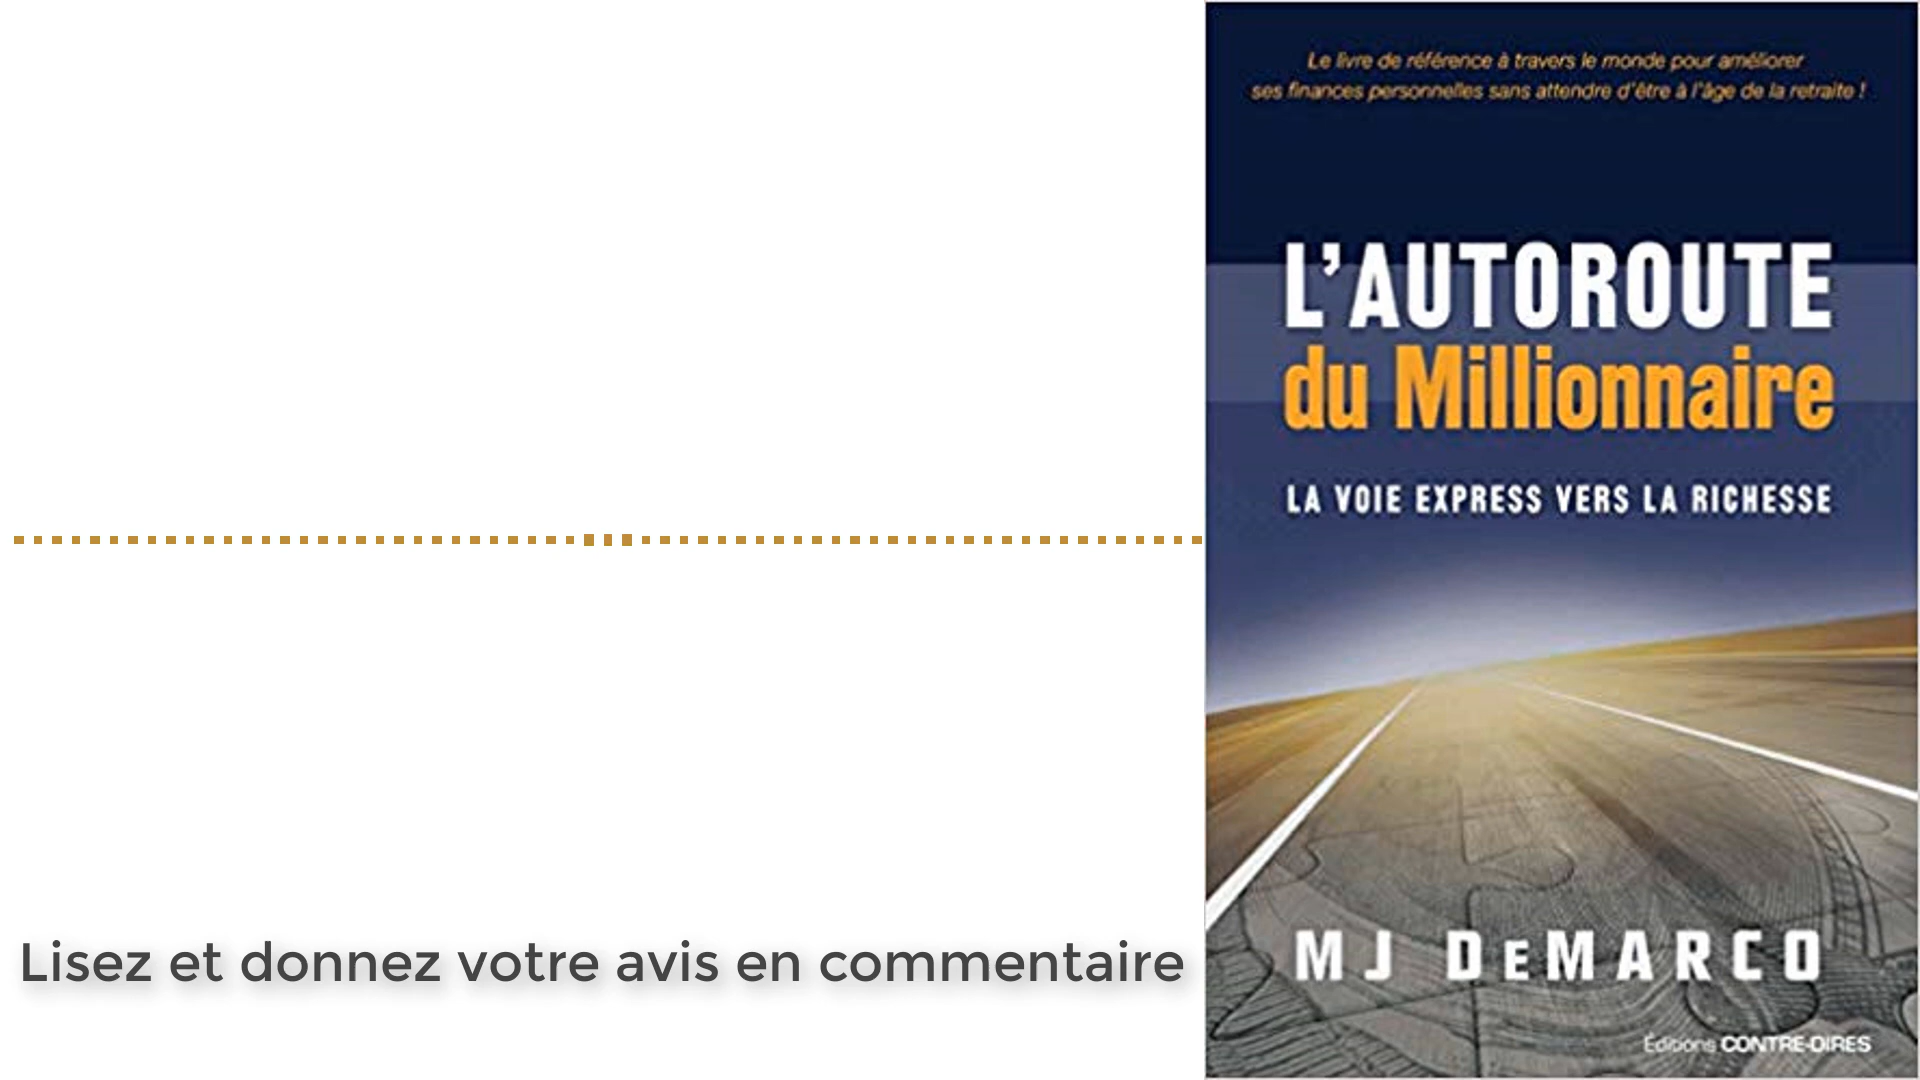 Le livre de référence à travers le monde pour améliorer
ses finances personnelles sans attendre d'être à l'âge de la retraite !
L'AUTOROUTE
du Millionnaire
LA VOIE EXPRESS VERS LA RICHESSE
Lisez et donnez votre avis en commentaire
MJ DEMARCO
Éditions CONTRE-DIRES